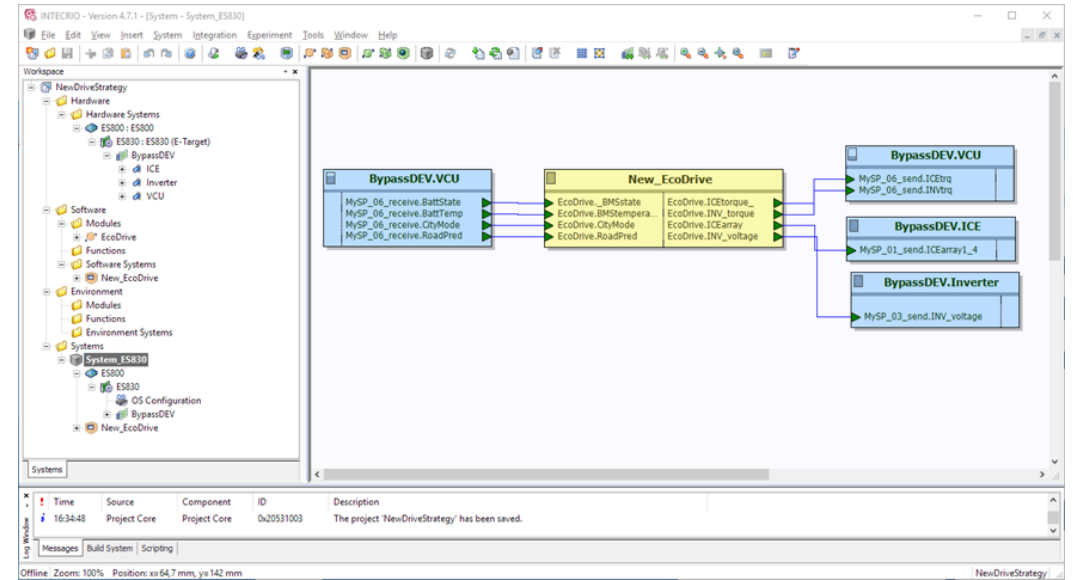 INTECRIO - Version 4.7.1 - [System - System_ES830]
File Edit View Insert System Integration Experiment Tools Window Help
Workspace
NewDriveStrategy
Hardware
Hardware Systems
ES800 : ES800
ES830 : ES830 (E-Target)
BypassDEV
ICE
Inverter
VCU
Software
Modules
EcoDrive
Functions
Software Systems
New_EcoDrive
Environment
Modules
Functions
Environment Systems
Systems
System_ES830
ES800
ES830
OS Configuration
BypassDEV
New_EcoDrive
Systems
BypassDEV.VCU
MySP_06_receive.BattState
MySP_06_receive.BattTemp
MySP_06_receive.CityMode
MySP_06_receive.RoadPred
New_EcoDrive
EcoDrive._BMSstate EcoDrive.ICEtorque_
EcoDrive.BMStempera... EcoDrive.INV_torque
EcoDrive.CityMode EcoDrive.ICEarray
EcoDrive.RoadPred EcoDrive.INV_voltage
BypassDEV.VCU
MySP_06_send.ICEtrq
MySP_06_send.INVtrq
BypassDEV.ICE
MySP_01_send.ICEarray1_4
BypassDEV.Inverter
MySP_03_send.INV_voltage
Log Window
! Time Source Component ID Description
i 16:34:48 Project Core Project Core 0x20531003 The project 'NewDriveStrategy' has been saved.
Messages Build System Scripting
Offline Zoom: 100% Position: x=64,7 mm, y=142 mm NewDriveStrategy